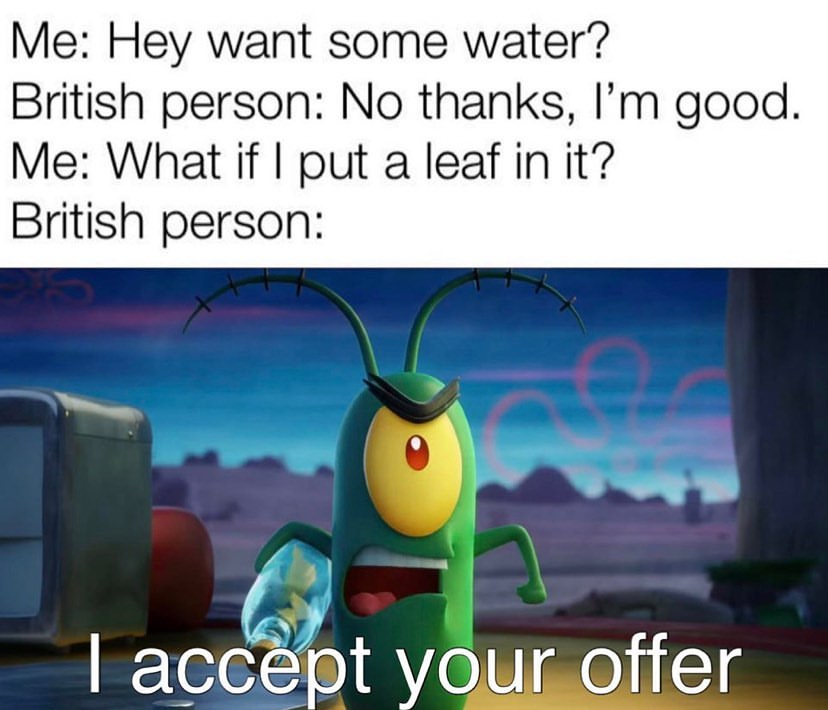 Me: Hey want some water?
British person: No thanks, I’m good.
Me: What if I put a leaf in it?
British person:
I accept your offer